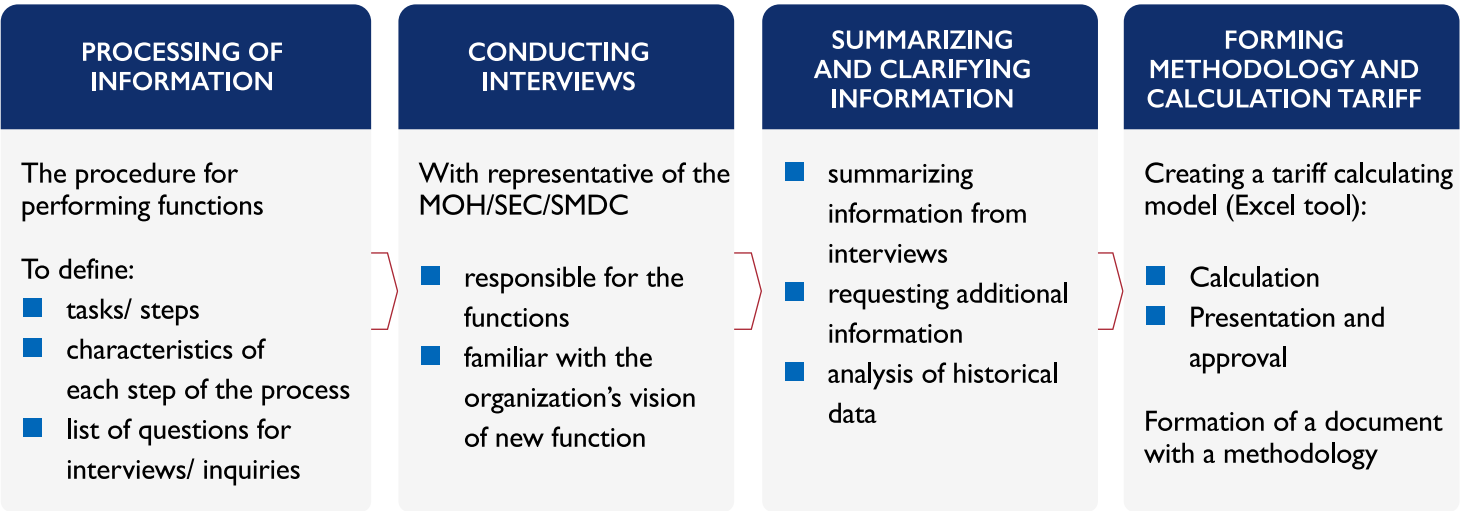 PROCESSING OF
INFORMATION
The procedure for
performing functions
To define:
tasks/ steps
characteristics of
each step of the process
list of questions for
interviews/ inquiries
CONDUCTING
INTERVIEWS
With representative of the
MOH/SEC/SMDC
responsible for the
functions
familiar with the
organization’s vision
of new function
SUMMARIZING
AND CLARIFYING
INFORMATION
summarizing
information from
interviews
requesting additional
information
analysis of historical
data
FORMING
METHODOLOGY AND
CALCULATION TARIFF
Creating a tariff calculating
model (Excel tool):
Calculation
Presentation and
approval
Formation of a document
with a methodology